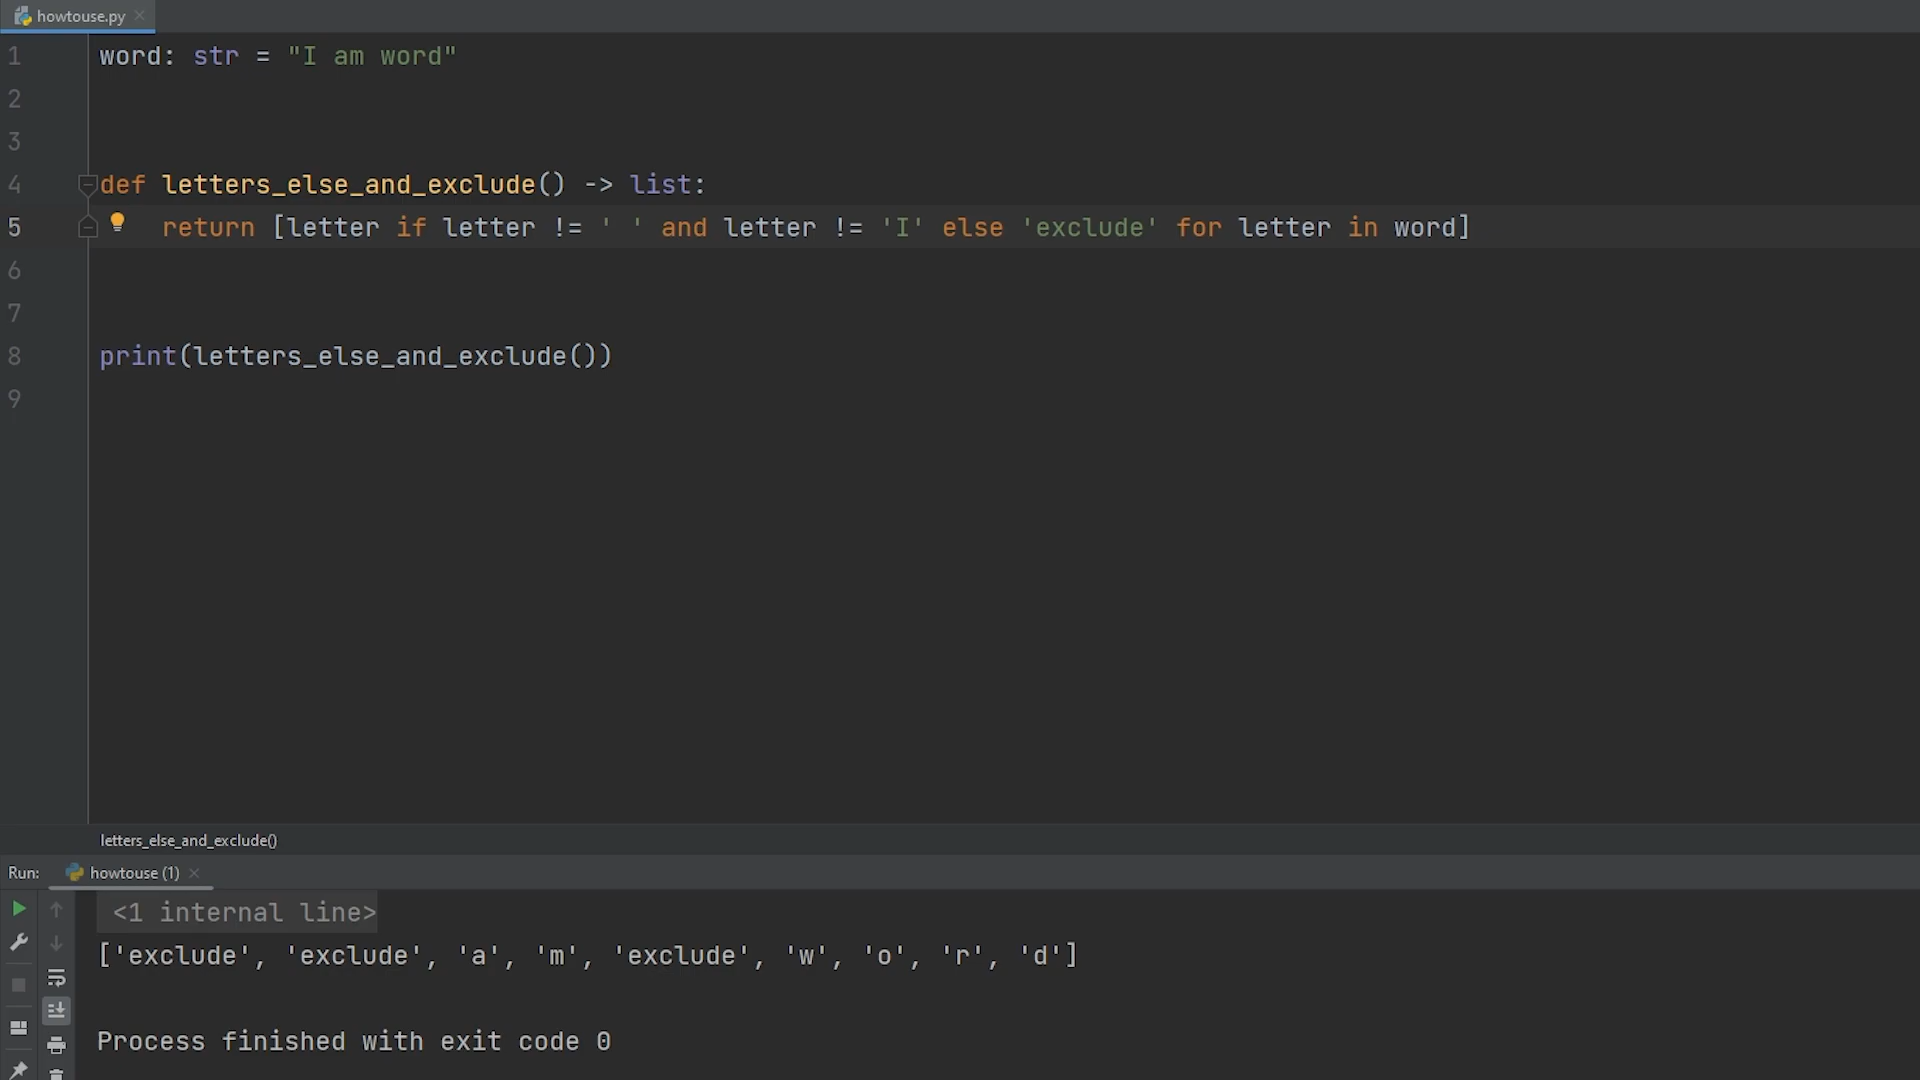 howtouse.py
1 word: str = "I am word"
2
3
4 def letters_else_and_exclude() -> list:
5 return [letter if letter != ' ' and letter != 'I' else 'exclude' for letter in word]
6
7
8 print(letters_else_and_exclude())
9
letters_else_and_exclude()
Run: howtouse (1)
<1 internal line>
['exclude', 'exclude', 'a', 'm', 'exclude', 'w', 'o', 'r', 'd']
Process finished with exit code 0